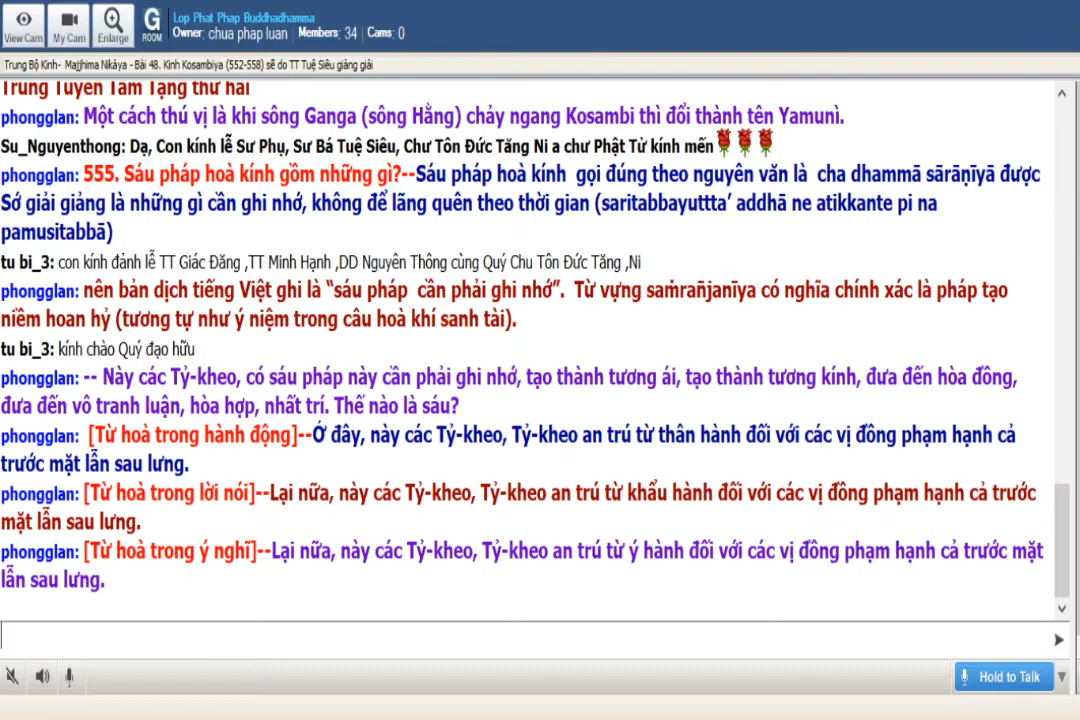 View Cam
My Cam
Enlarge
G
ROOM
Lop Phat Phap Buddhadhamma
Owner: chua phap luan | Members: 34 | Cams: 0
Trung Bộ Kinh- Majjhima Nikàya - Bài 48. Kinh Kosambiya (552-558) sẽ do TT Tuệ Siêu giảng giải
Trung Tuyển Tam Tạng thứ hai
phongglan: Một cách thú vị là khi sông Ganga (sông Hằng) chảy ngang Kosambi thì đổi thành tên Yamunì.
Su_Nguyenthong: Dạ, Con kính lễ Sư Phụ, Sư Bá Tuệ Siêu, Chư Tôn Đức Tăng Ni a chư Phật Tử kính mến
phongglan: 555. Sáu pháp hoà kính gồm những gì?--Sáu pháp hoà kính gọi đúng theo nguyên văn là cha dhammā sārāṇīyā được
Sớ giải giảng là những gì cần ghi nhớ, không để lãng quên theo thời gian (saritabbayuttta’ addhā ne atikkante pi na
pamusitabbā)
tu bi_3: con kính đảnh lễ TT Giác Đăng ,TT Minh Hạnh ,DD Nguyên Thông cùng Quý Chu Tôn Đức Tăng ,Ni
phongglan: nên bản dịch tiếng Việt ghi là “sáu pháp cần phải ghi nhớ”. Từ vựng saṁrañjanīya có nghĩa chính xác là pháp tạo
niềm hoan hỷ (tương tự như ý niệm trong câu hoà khí sanh tài).
tu bi_3: kính chào Quý đạo hữu
phongglan: -- Này các Tỷ-kheo, có sáu pháp này cần phải ghi nhớ, tạo thành tương ái, tạo thành tương kính, đưa đến hòa đồng,
đưa đến vô tranh luận, hòa hợp, nhất trí. Thế nào là sáu?
phongglan: [Từ hoà trong hành động]--Ở đây, này các Tỷ-kheo, Tỷ-kheo an trú từ thân hành đối với các vị đồng phạm hạnh cả
trước mặt lẫn sau lưng.
phongglan: [Từ hoà trong lời nói]--Lại nữa, này các Tỷ-kheo, Tỷ-kheo an trú từ khẩu hành đối với các vị đồng phạm hạnh cả trước
mặt lẫn sau lưng.
phongglan: [Từ hoà trong ý nghĩ]--Lại nữa, này các Tỷ-kheo, Tỷ-kheo an trú từ ý hành đối với các vị đồng phạm hạnh cả trước mặt
lẫn sau lưng.
Hold to Talk